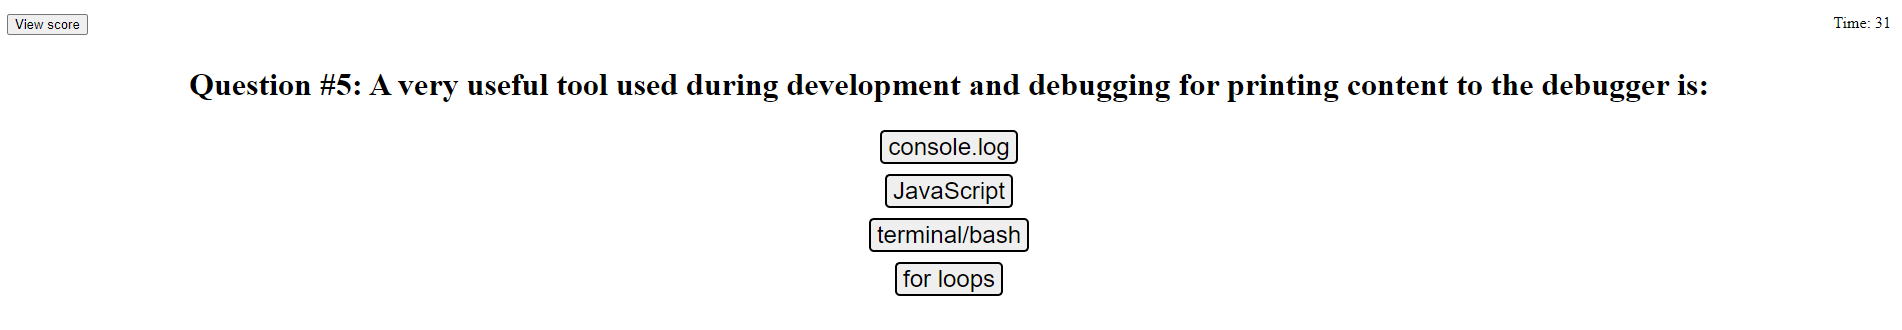 View score
Time: 31
Question #5: A very useful tool used during development and debugging for printing content to the debugger is:
console.log
JavaScript
terminal/bash
for loops